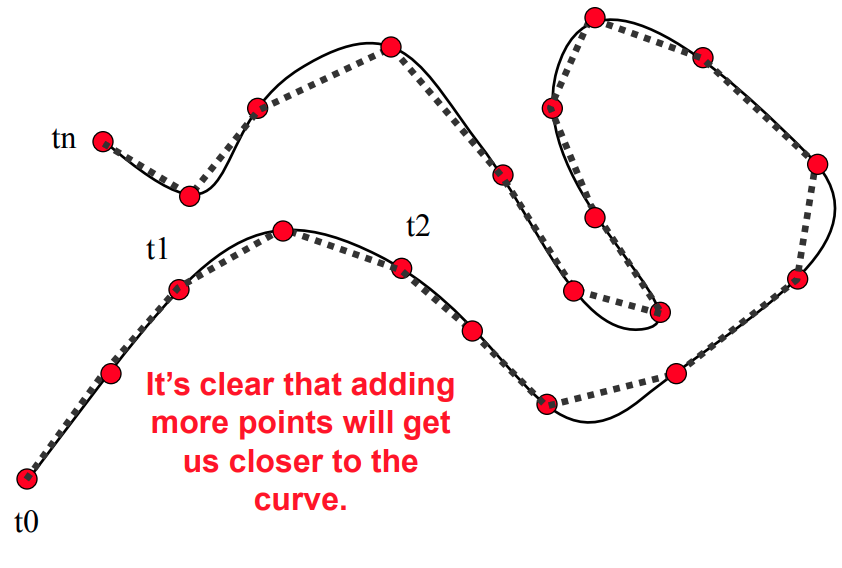 tn
t1
t2
It’s clear that adding
more points will get
us closer to the
curve.
t0